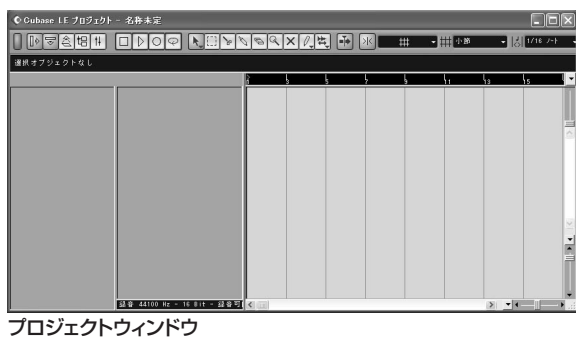 Cubase LE プロジェクト - 名称未定
小節
1/16 ノート
選択オブジェクトなし
1 3 5 7 9 11 13 15
録音 44100 Hz - 16 Bit - 録音可
プロジェクトウィンドウ